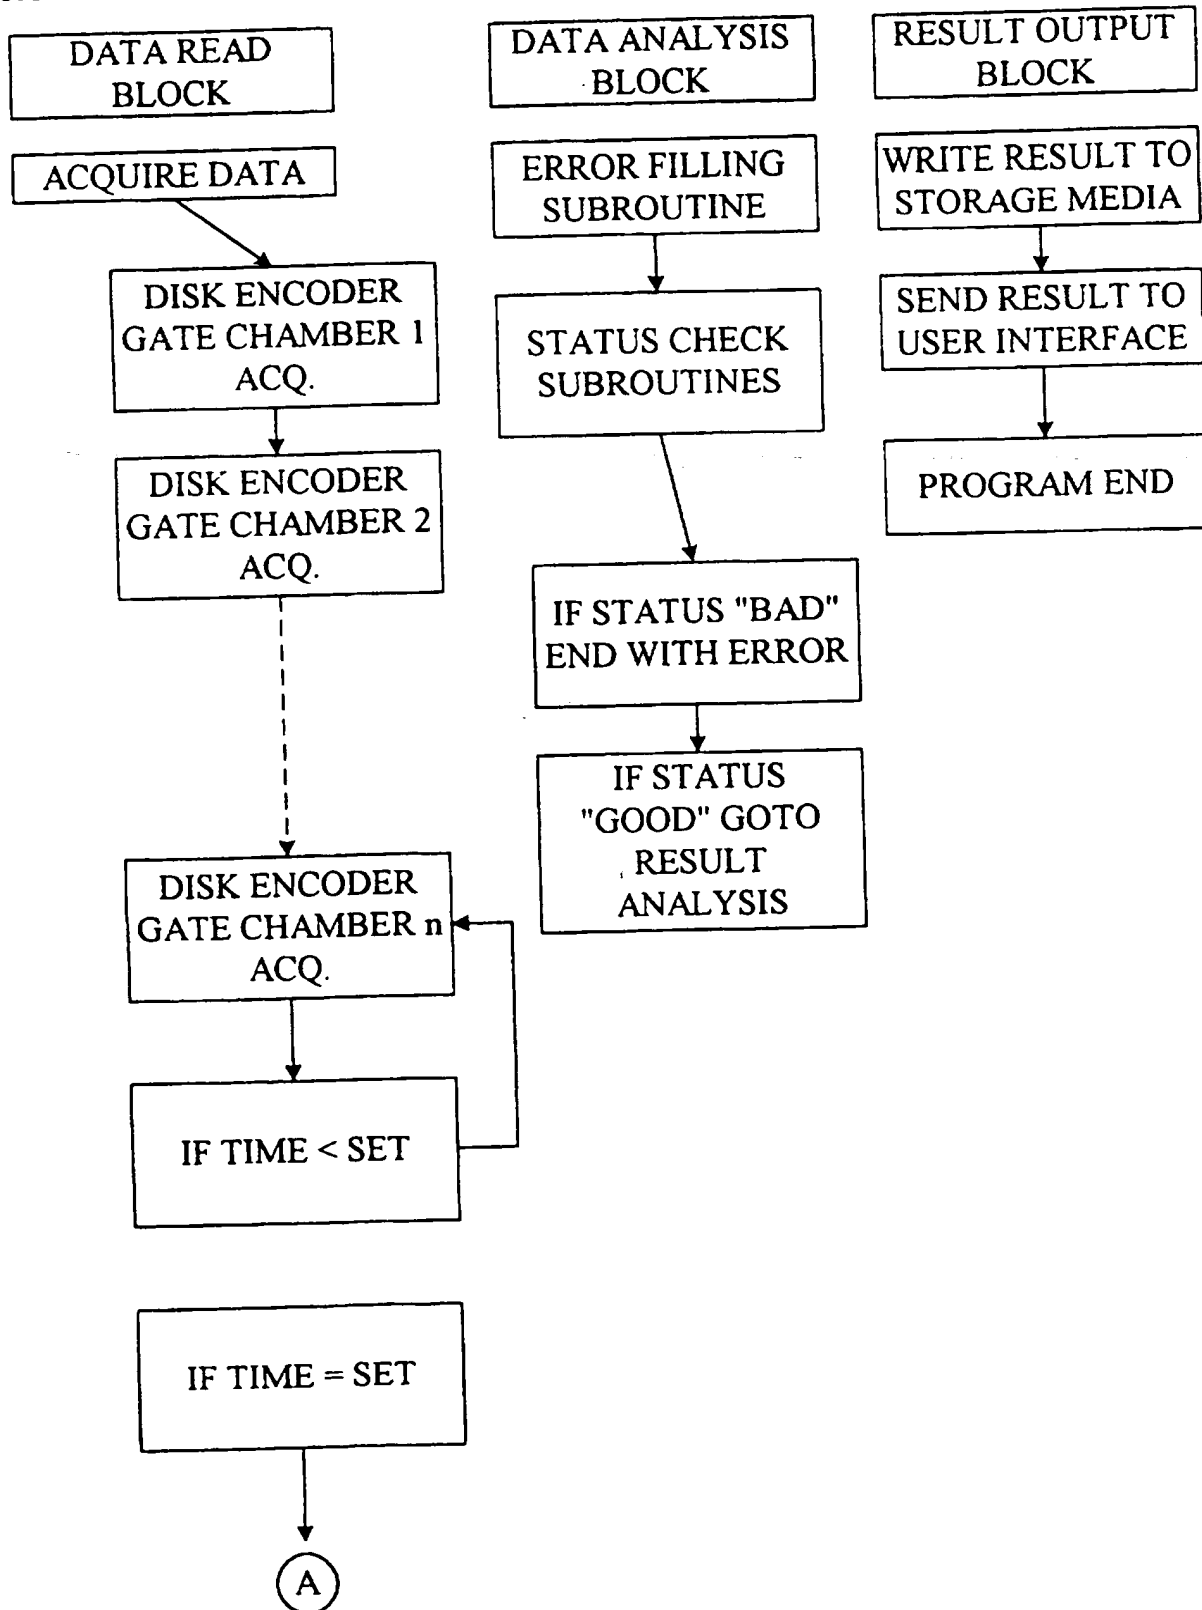 DATA READ
BLOCK
ACQUIRE DATA
DISK ENCODER
GATE CHAMBER 1
ACQ.
DISK ENCODER
GATE CHAMBER 2
ACQ.
DISK ENCODER
GATE CHAMBER n
ACQ.
IF TIME < SET
IF TIME = SET
A
DATA ANALYSIS
BLOCK
ERROR FILLING
SUBROUTINE
STATUS CHECK
SUBROUTINES
IF STATUS "BAD"
END WITH ERROR
IF STATUS
"GOOD" GOTO
RESULT
ANALYSIS
RESULT OUTPUT
BLOCK
WRITE RESULT TO
STORAGE MEDIA
SEND RESULT TO
USER INTERFACE
PROGRAM END